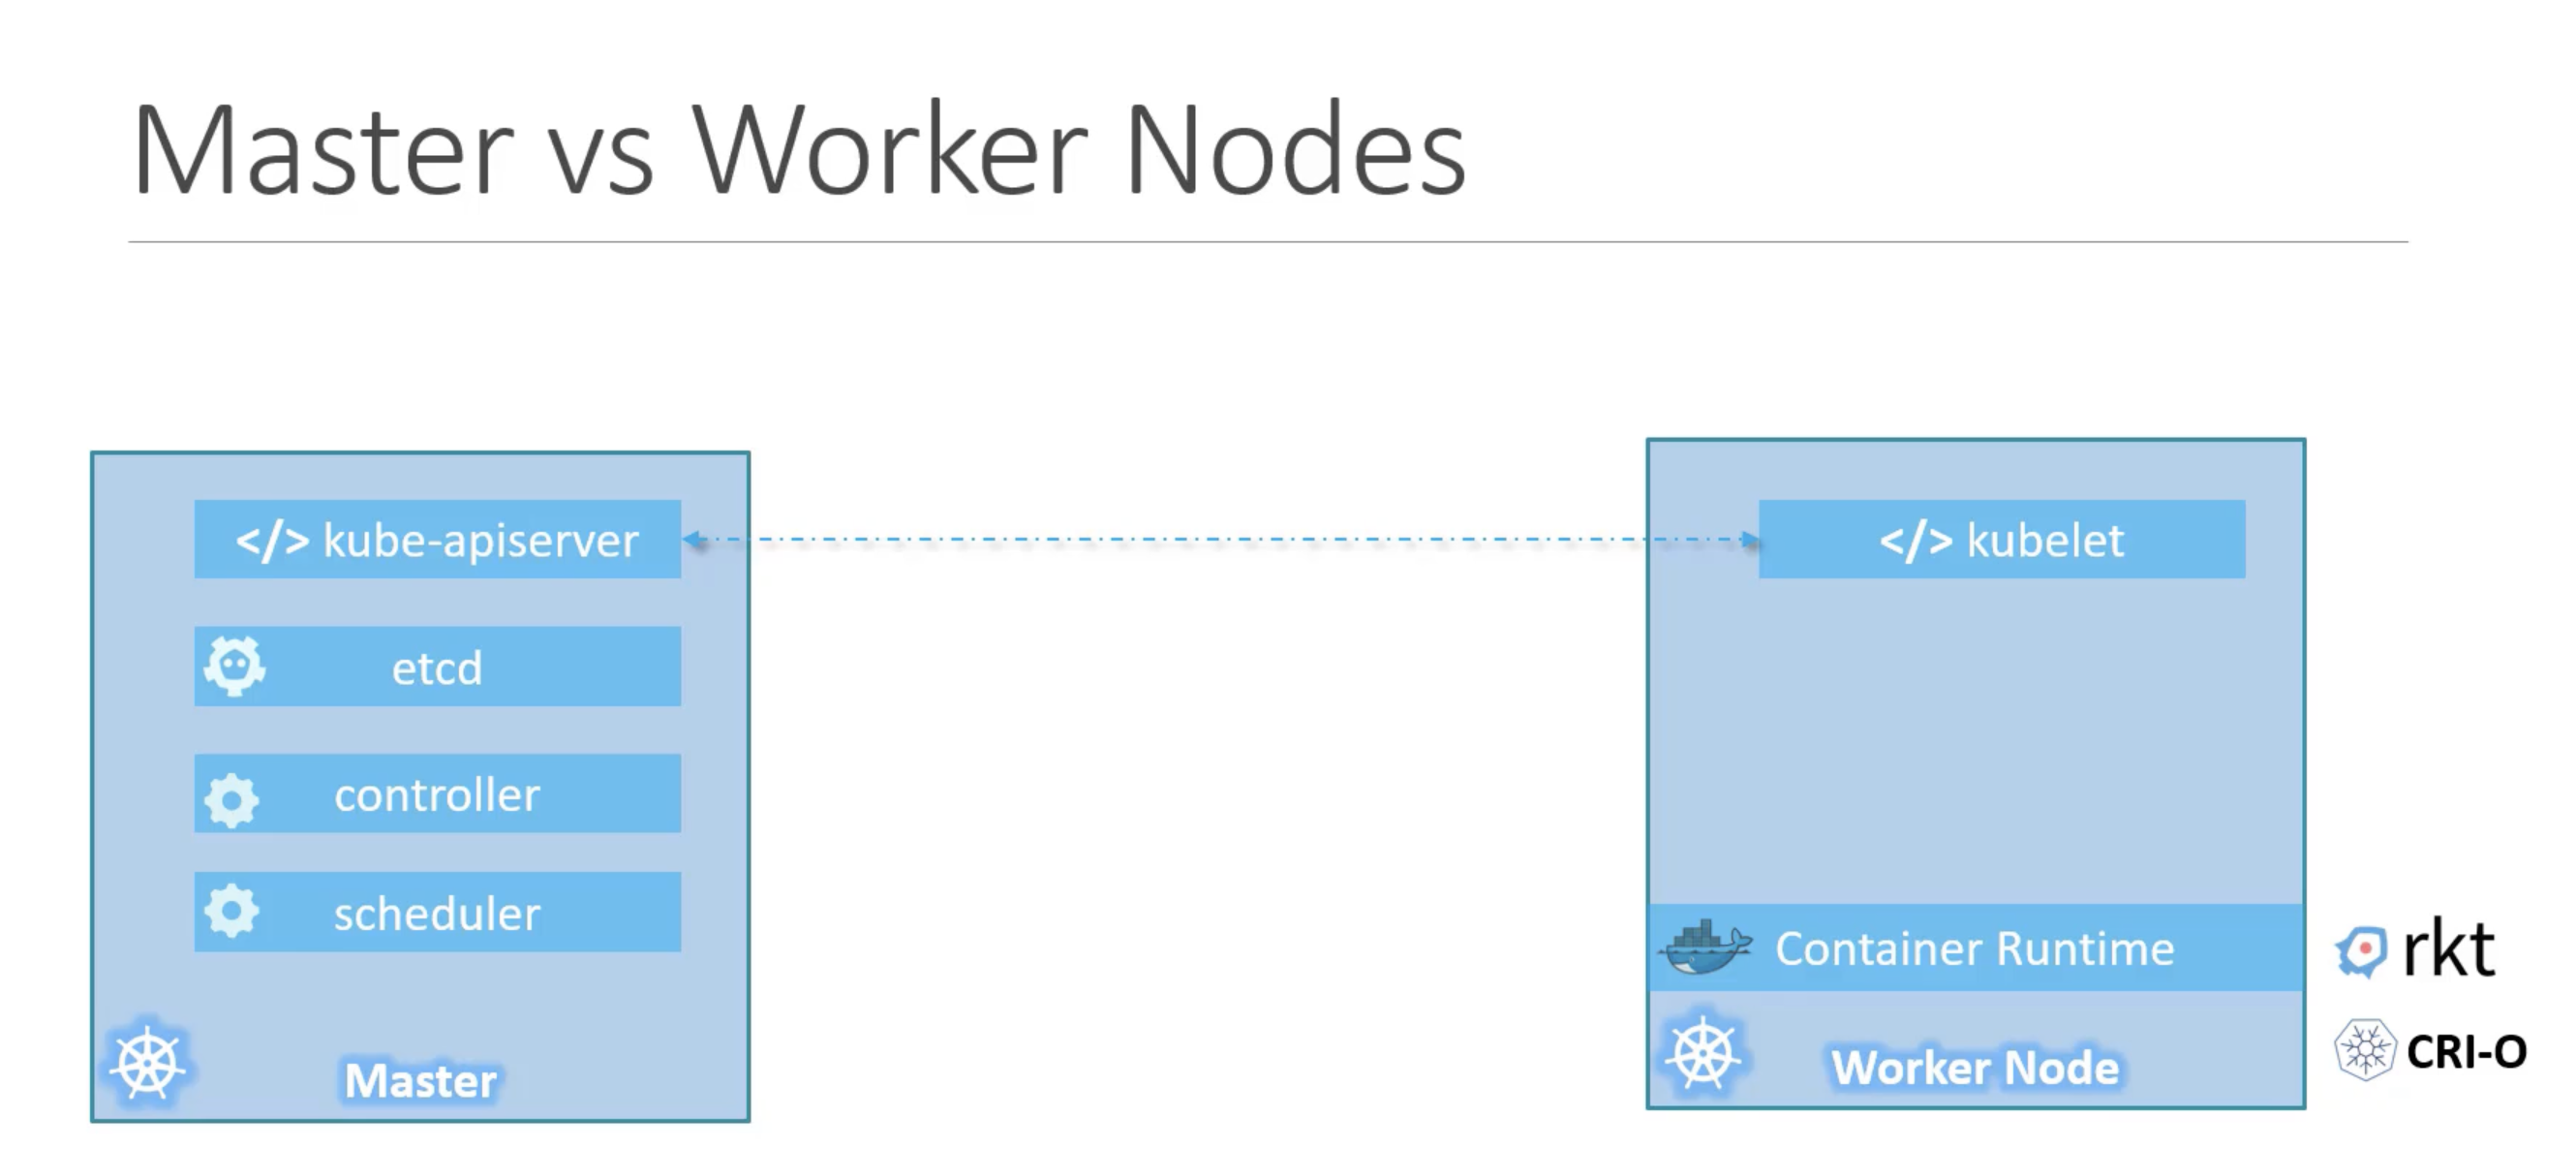 Master vs Worker Nodes
</> kube-apiserver
etcd
controller
scheduler
Master
</> kubelet
Container Runtime
Worker Node
rkt
CRI-O